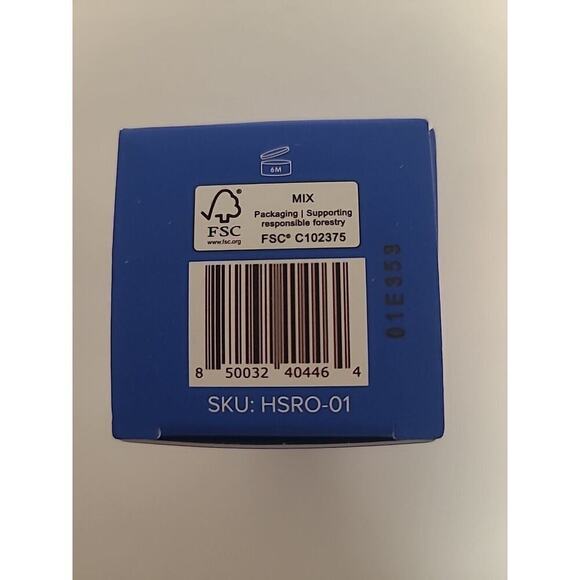 6M
FSC
www.fsc.org
MIX
Packaging | Supporting
responsible forestry
FSC® C102375
01E359
8 50032 40446 4
SKU: HSRO-01